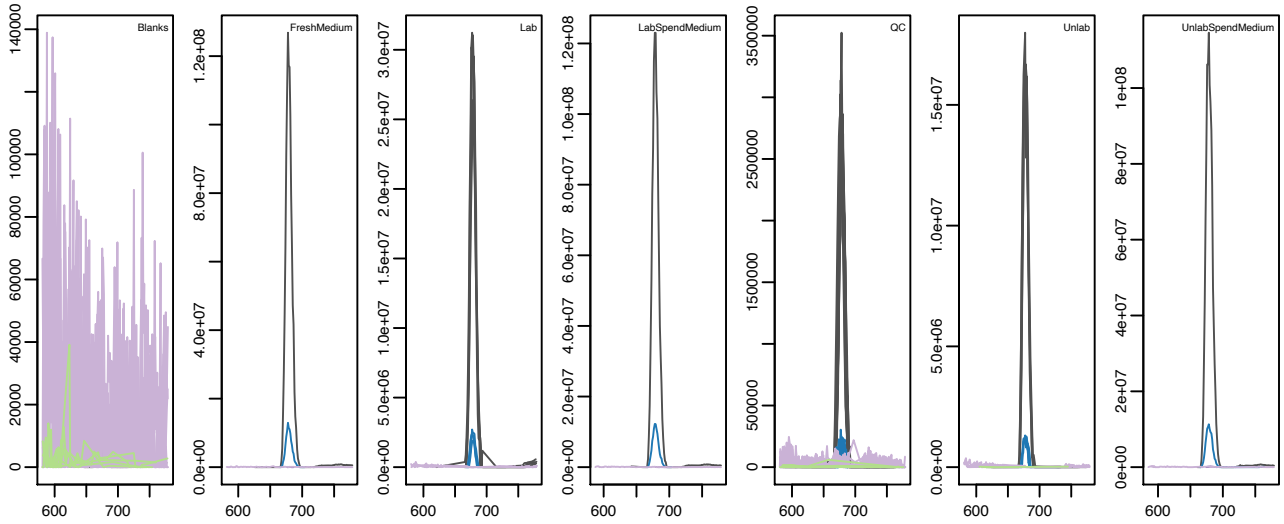 Blanks
0
20000
40000
60000
80000
100000
120000
140000
600
700
FreshMedium
0.0e+00
4.0e+07
8.0e+07
1.2e+08
600
700
Lab
0.0e+00
5.0e+06
1.0e+07
1.5e+07
2.0e+07
2.5e+07
3.0e+07
600
700
LabSpendMedium
0.0e+00
2.0e+07
4.0e+07
6.0e+07
8.0e+07
1.0e+08
1.2e+08
600
700
QC
0
500000
1500000
2500000
3500000
600
700
Unlab
0.0e+00
5.0e+06
1.0e+07
1.5e+07
600
700
UnlabSpendMedium
0e+00
2e+07
4e+07
6e+07
8e+07
1e+08
600
700